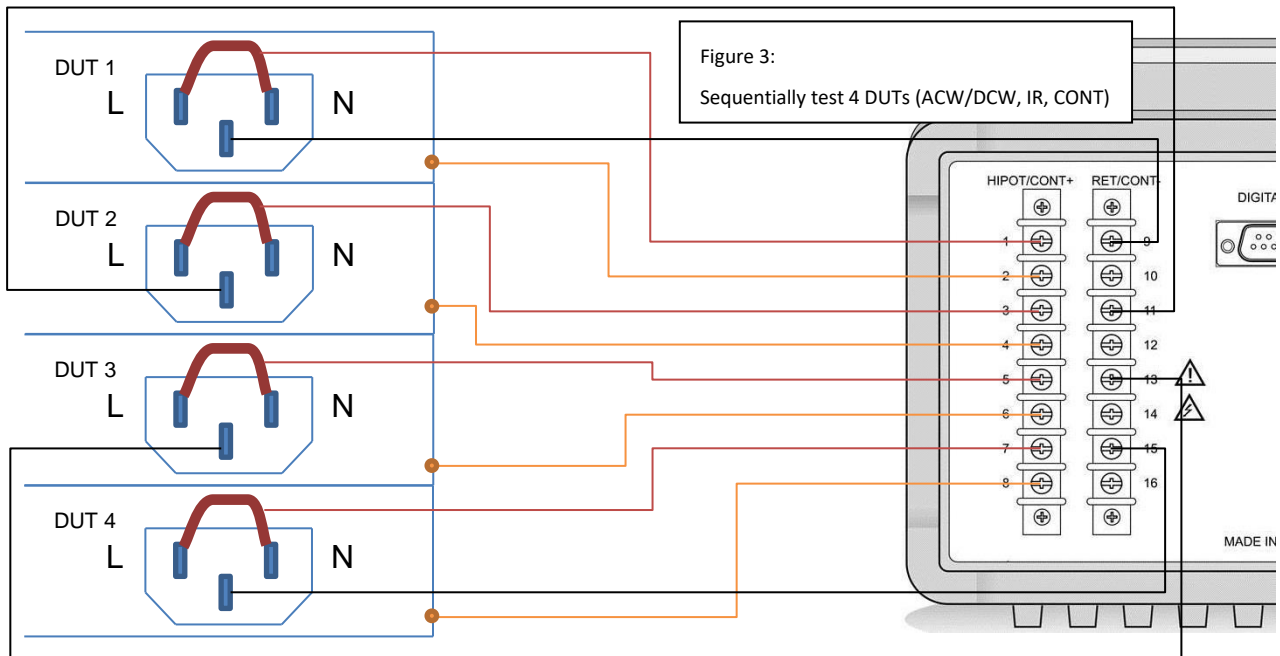 Figure 3:
Sequentially test 4 DUTs (ACW/DCW, IR, CONT)
DUT 1
L
N
DUT 2
L
N
DUT 3
L
N
DUT 4
L
N
HIPOT/CONT+ RET/CONT-
1 9
2 10
3 11
4 12
5 13
6 14
7 15
8 16
DIGITA
MADE IN